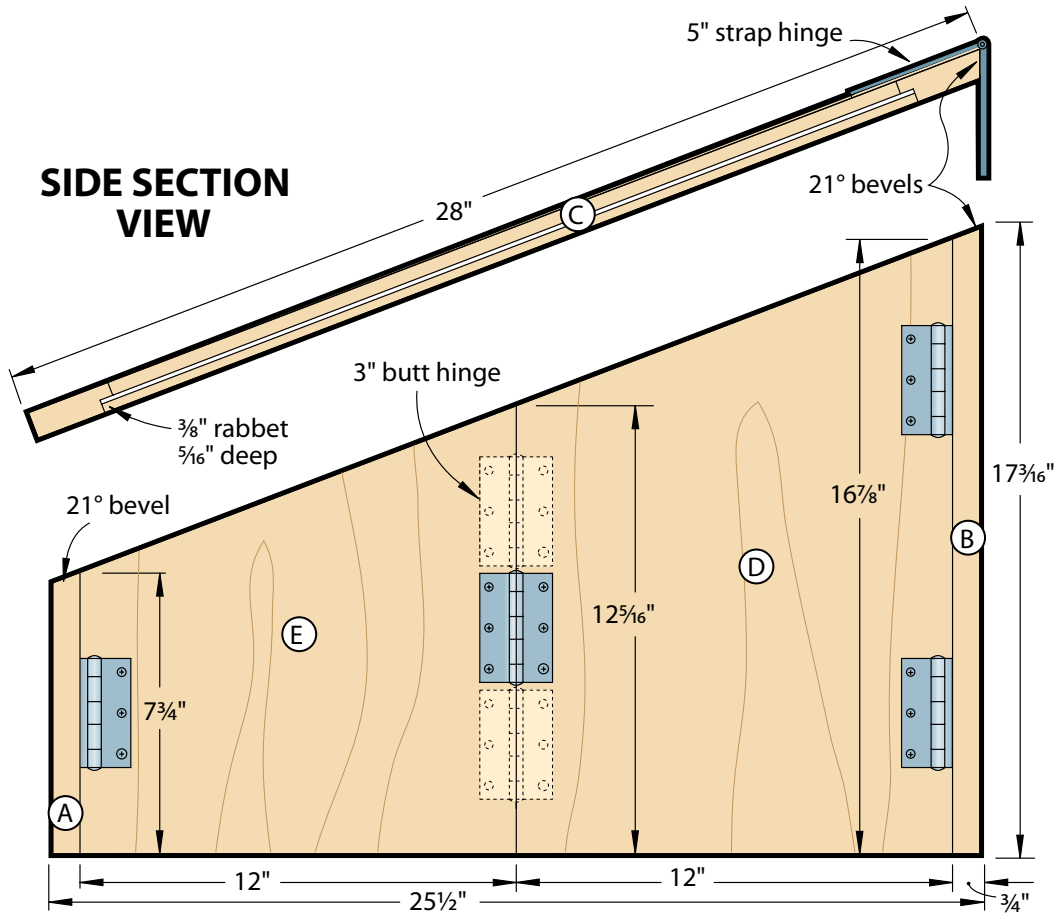 5" strap hinge
SIDE SECTION
VIEW
28"
C
21° bevels
3" butt hinge
⅜" rabbet
5⁄16" deep
21° bevel
16⅞"
17 3⁄16"
B
D
12 5⁄16"
E
7¾"
A
12"
12"
25½"
¾"